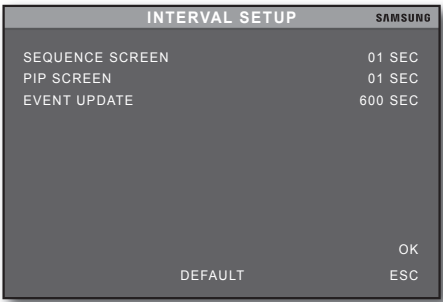 INTERVAL SETUP SAMSUNG
SEQUENCE SCREEN 01 SEC
PIP SCREEN 01 SEC
EVENT UPDATE 600 SEC
OK
DEFAULT ESC